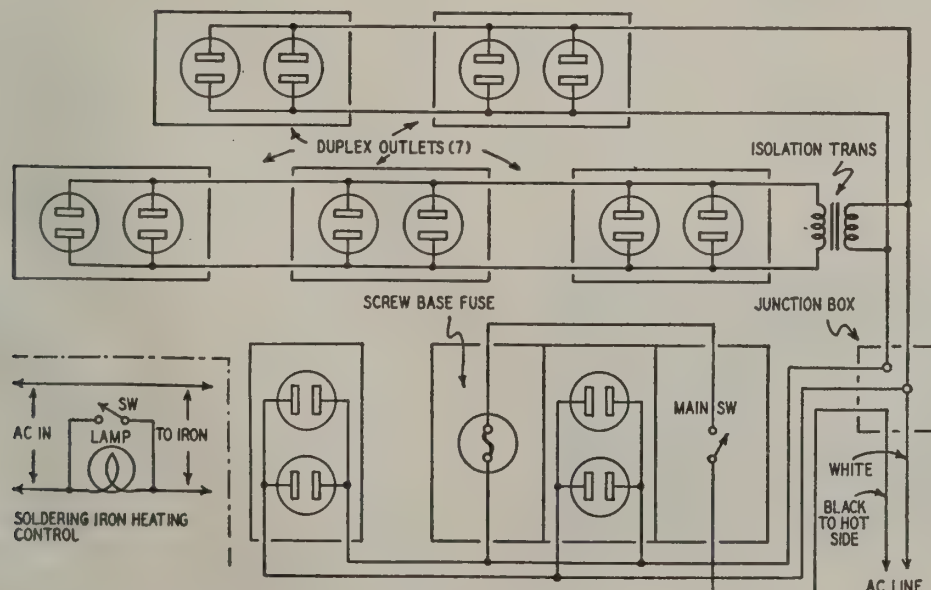 DUPLEX OUTLETS (7)
ISOLATION TRANS
SCREW BASE FUSE
JUNCTION BOX
SW
AC IN
LAMP
TO IRON
MAIN SW
SOLDERING IRON HEATING
CONTROL
WHITE
BLACK
TO HOT
SIDE
AC LINE